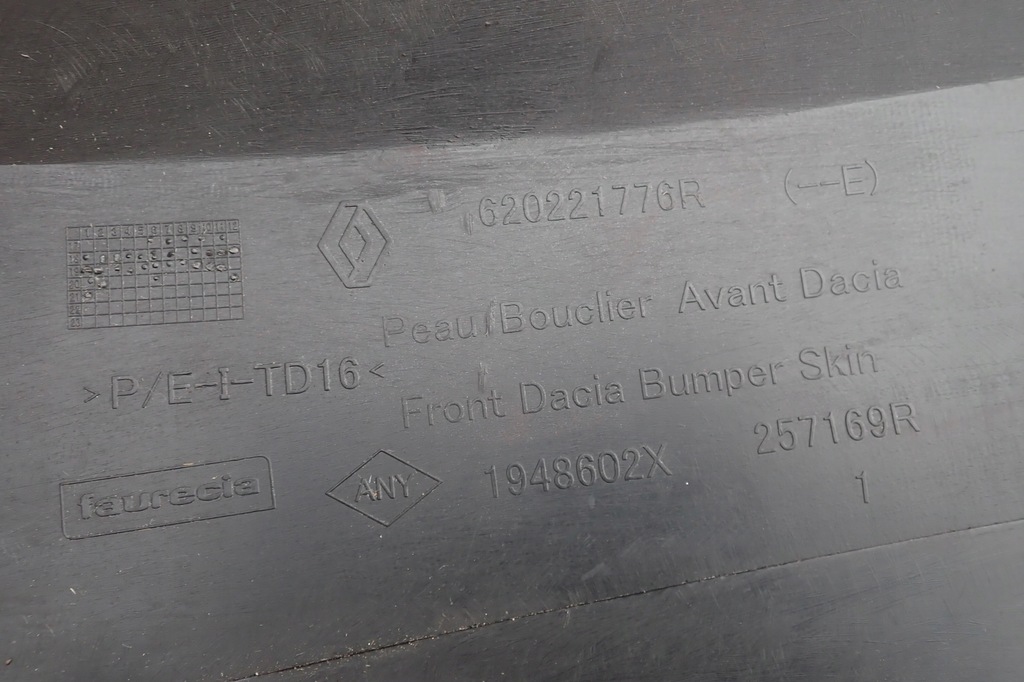 620221776R (--E)
Peau/Bouclier Avant Dacia
>P/E-I-TD16<
Front Dacia Bumper Skin
faurecia
ANY
1948602X
257169R
1